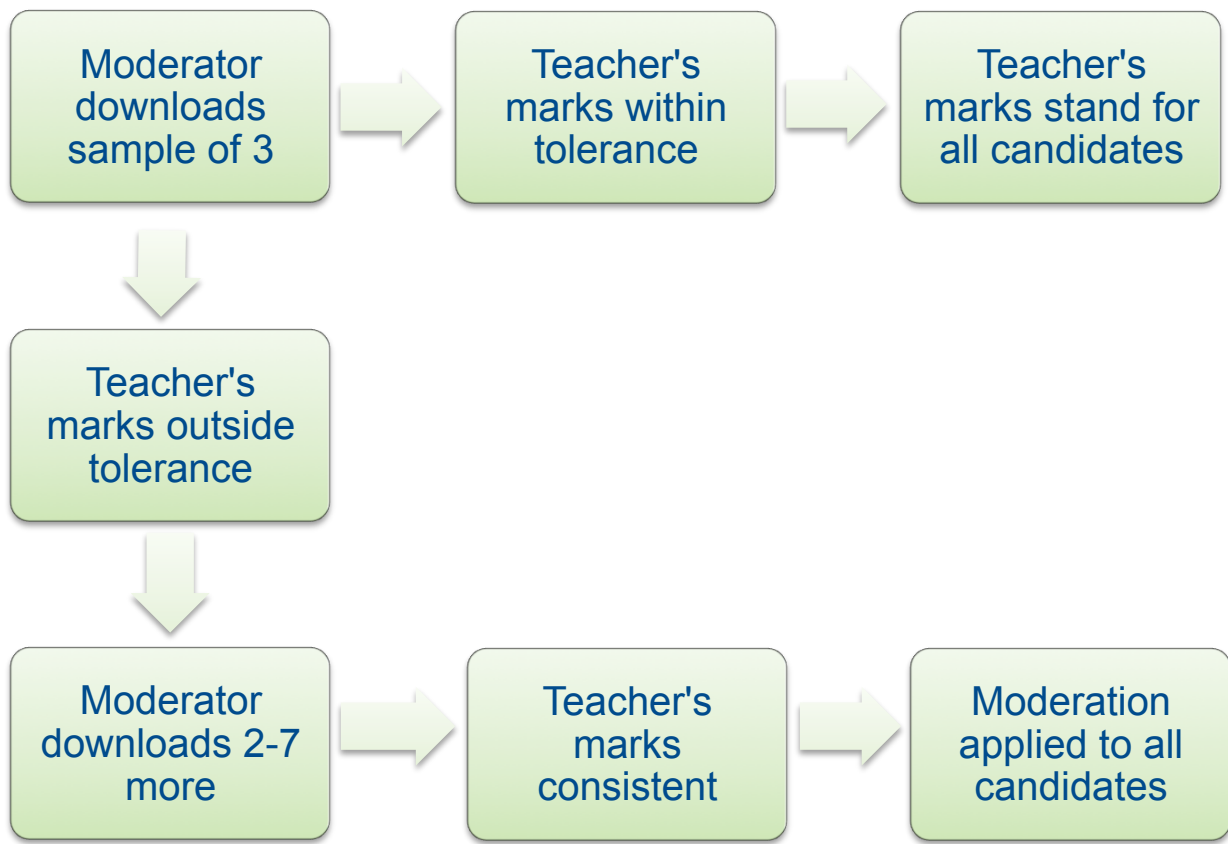 Moderator
downloads
sample of 3
Teacher's
marks within
tolerance
Teacher's
marks stand for
all candidates
Teacher's
marks outside
tolerance
Moderator
downloads 2-7
more
Teacher's
marks
consistent
Moderation
applied to all
candidates